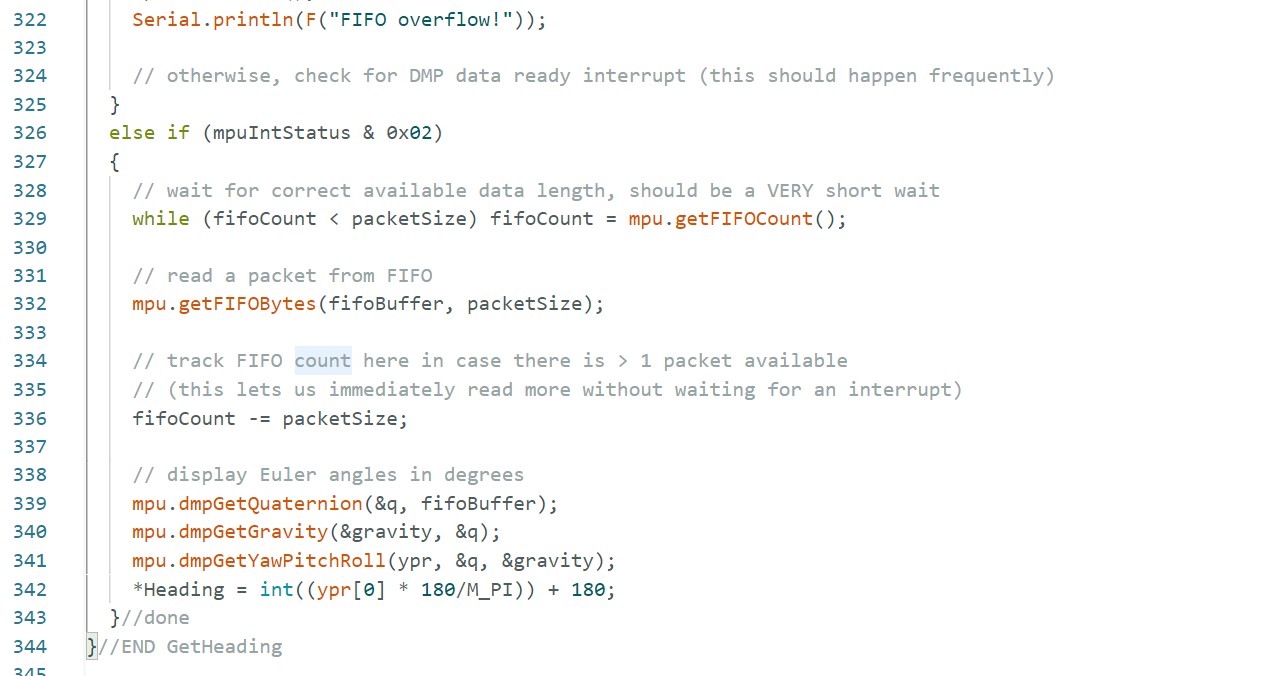 322 Serial.println(F("FIFO overflow!"));
323
324 // otherwise, check for DMP data ready interrupt (this should happen frequently)
325 }
326 else if (mpuIntStatus & 0x02)
327 {
328 // wait for correct available data length, should be a VERY short wait
329 while (fifoCount < packetSize) fifoCount = mpu.getFIFOCount();
330
331 // read a packet from FIFO
332 mpu.getFIFOBytes(fifoBuffer, packetSize);
333
334 // track FIFO count here in case there is > 1 packet available
335 // (this lets us immediately read more without waiting for an interrupt)
336 fifoCount -= packetSize;
337
338 // display Euler angles in degrees
339 mpu.dmpGetQuaternion(&q, fifoBuffer);
340 mpu.dmpGetGravity(&gravity, &q);
341 mpu.dmpGetYawPitchRoll(ypr, &q, &gravity);
342 *Heading = int((ypr[0] * 180/M_PI)) + 180;
343 }//done
344 }//END GetHeading
345